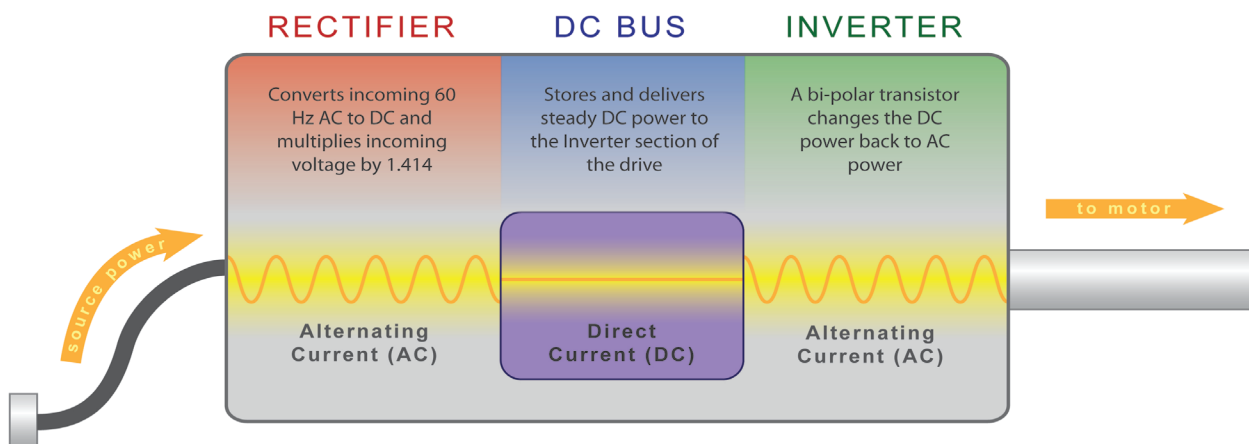 RECTIFIER
DC BUS
INVERTER
Converts incoming 60
Hz AC to DC and
multiplies incoming
voltage by 1.414
Stores and delivers
steady DC power to
the Inverter section of
the drive
A bi-polar transistor
changes the DC
power back to AC
power
source power
to motor
Alternating
Current (AC)
Direct
Current (DC)
Alternating
Current (AC)